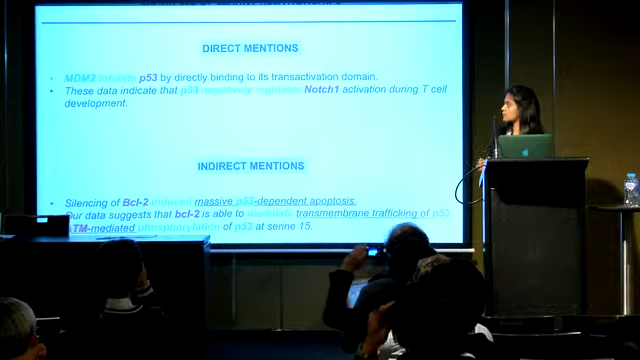 DIRECT MENTIONS
MDM2 inhibits p53 by directly binding to its transactivation domain.
These data indicate that p53 negatively regulates Notch1 activation during T cell
development.
INDIRECT MENTIONS
Silencing of Bcl-2 induced massive p53-dependent apoptosis.
Our data suggests that bcl-2 is able to modulate transmembrane trafficking of p53.
ATM-mediated phosphorylation of p53 at serine 15.